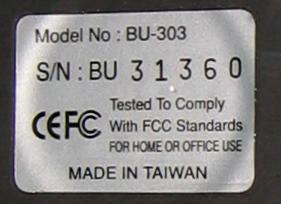 Model No : BU-303
S/N : BU 31360
CE FC Tested To Comply
With FCC Standards
FOR HOME OR OFFICE USE
MADE IN TAIWAN